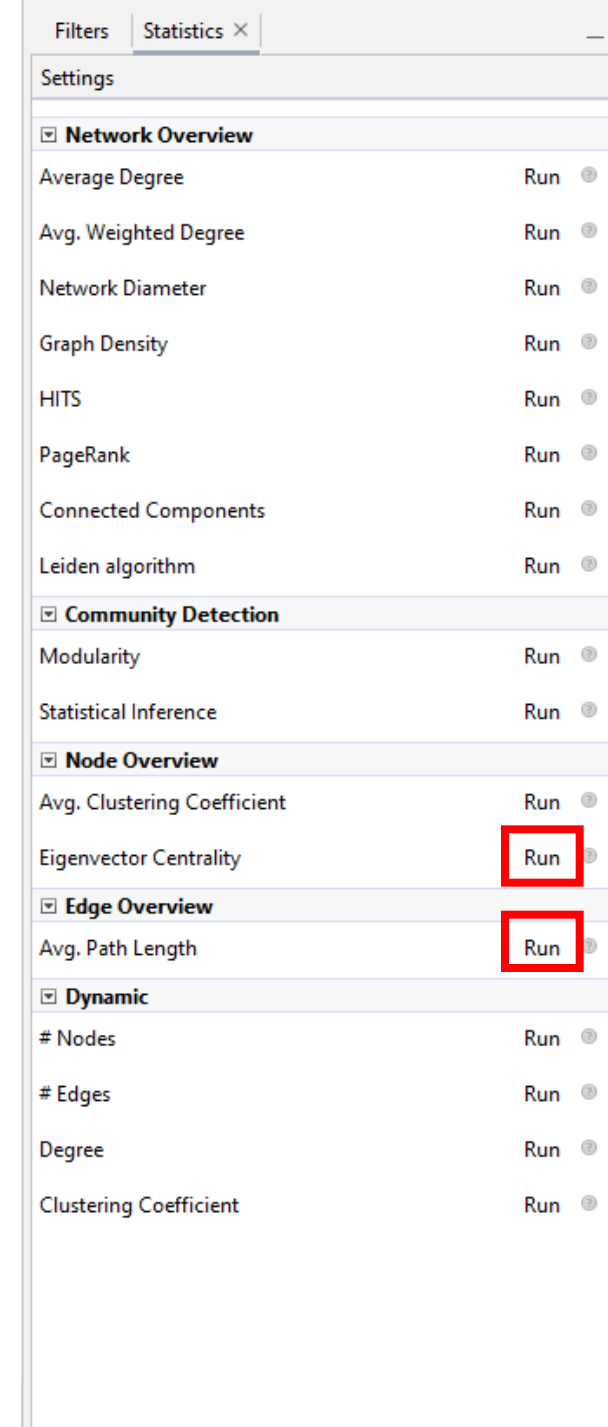 Filters Statistics ×
Settings
Network Overview
Average Degree Run
Avg. Weighted Degree Run
Network Diameter Run
Graph Density Run
HITS Run
PageRank Run
Connected Components Run
Leiden algorithm Run
Community Detection
Modularity Run
Statistical Inference Run
Node Overview
Avg. Clustering Coefficient Run
Eigenvector Centrality Run
Edge Overview
Avg. Path Length Run
Dynamic
# Nodes Run
# Edges Run
Degree Run
Clustering Coefficient Run